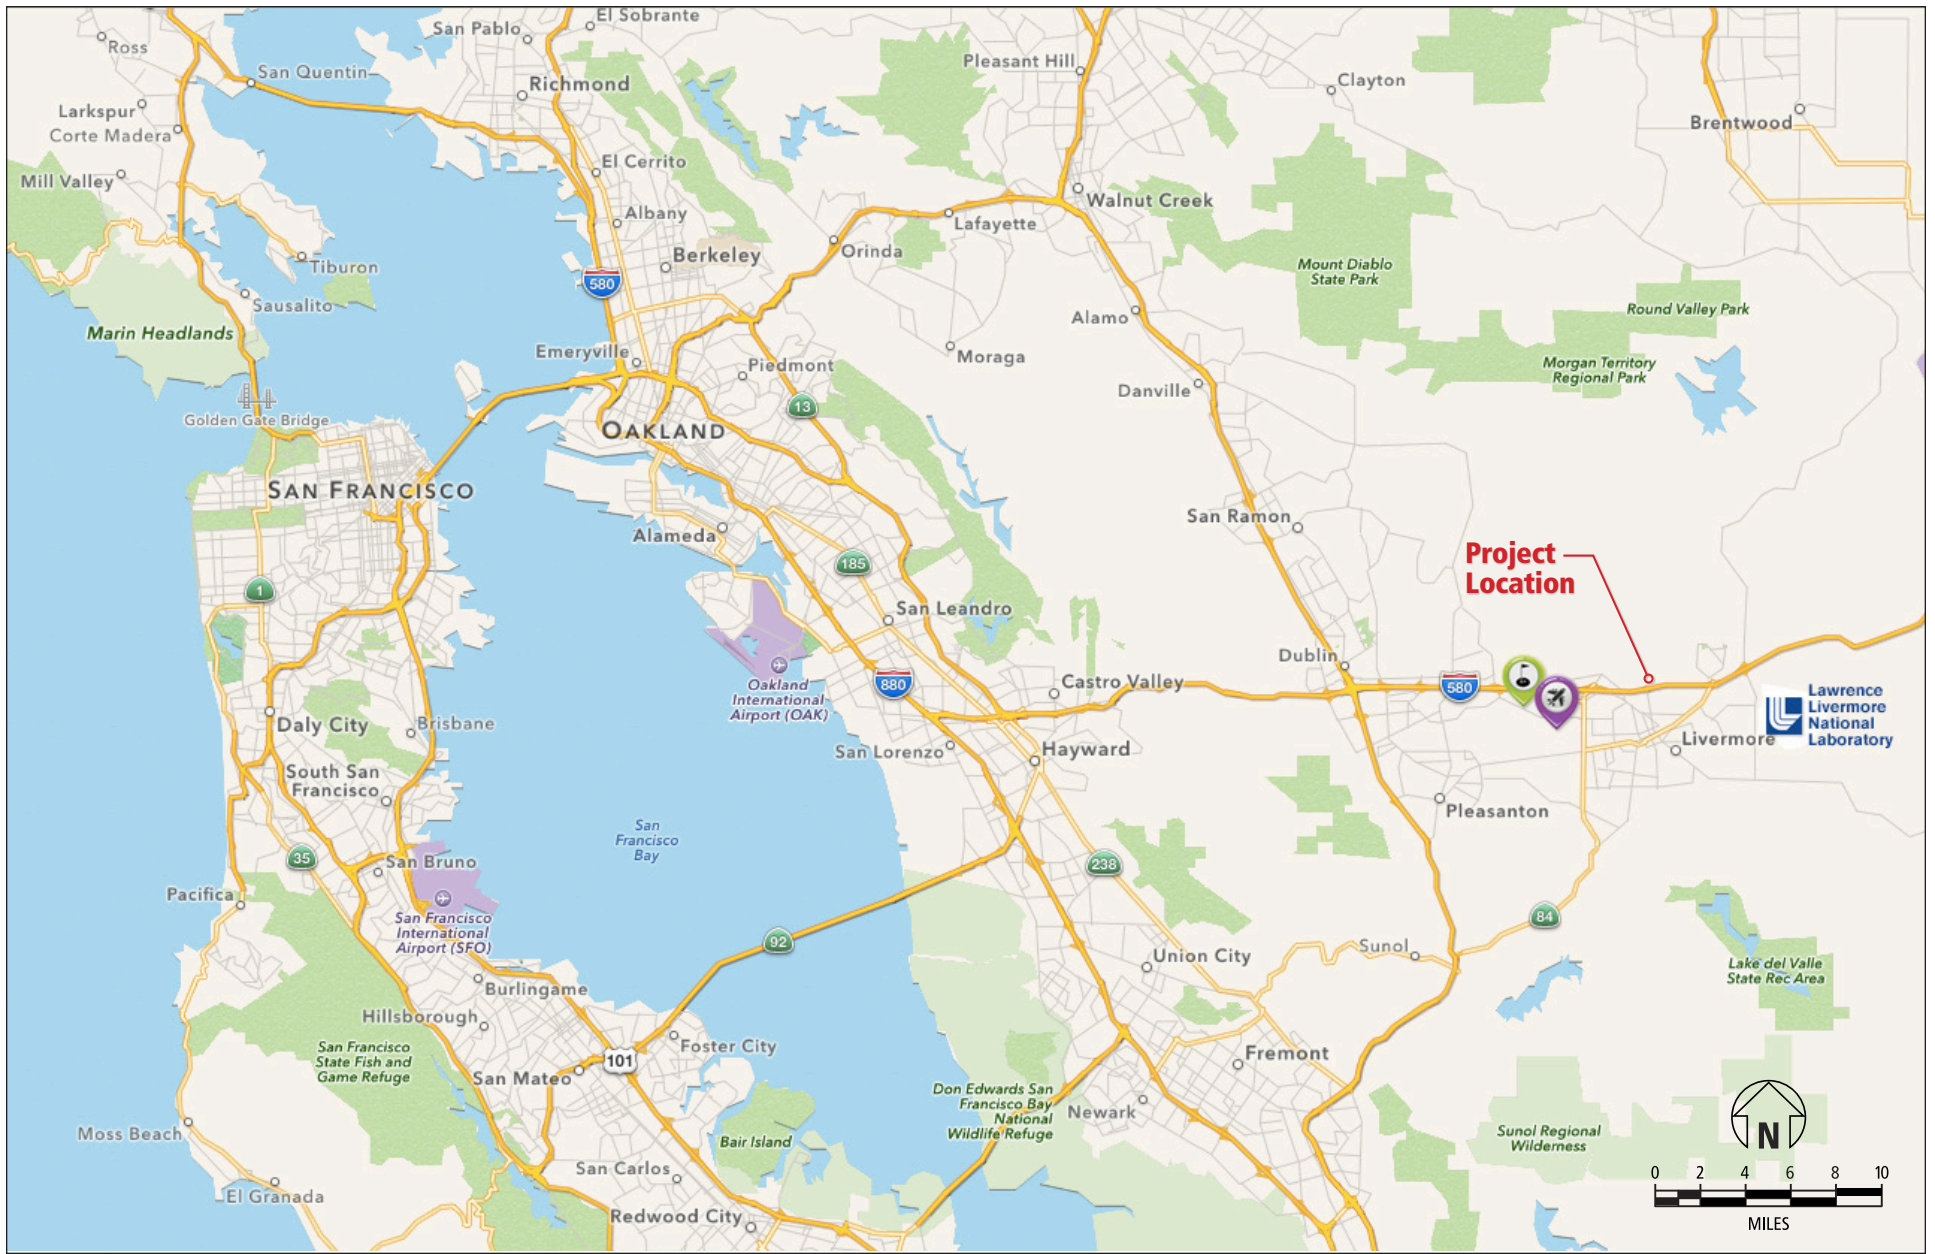 El Sobrante
San Pablo
Ross
San Quentin
Richmond
Pleasant Hill
Clayton
Larkspur
Corte Madera
Brentwood
El Cerrito
Mill Valley
Walnut Creek
Albany
Lafayette
Berkeley
Orinda
Tiburon
Mount Diablo
State Park
580
Sausalito
Round Valley Park
Marin Headlands
Alamo
Emeryville
Moraga
Piedmont
Morgan Territory
Regional Park
Danville
13
Golden Gate Bridge
OAKLAND
SAN FRANCISCO
San Ramon
Alameda
Project
Location
185
1
San Leandro
Dublin
Castro Valley
880
580
Oakland
International
Airport (OAK)
Lawrence
Livermore
National
Laboratory
Daly City
Brisbane
San Lorenzo
Hayward
Livermore
South San
Francisco
Pleasanton
San
Francisco
Bay
35
San Bruno
238
Pacifica
San Francisco
International
Airport (SFO)
84
92
Sunol
Union City
Lake del Valle
State Rec Area
Burlingame
Hillsborough
San Francisco
State Fish and
Game Refuge
Foster City
101
Fremont
San Mateo
Don Edwards San
Francisco Bay
National
Wildlife Refuge
Newark
Moss Beach
Bair Island
Sunol Regional
Wilderness
N
San Carlos
El Granada
Redwood City
0 2 4 6 8 10
MILES